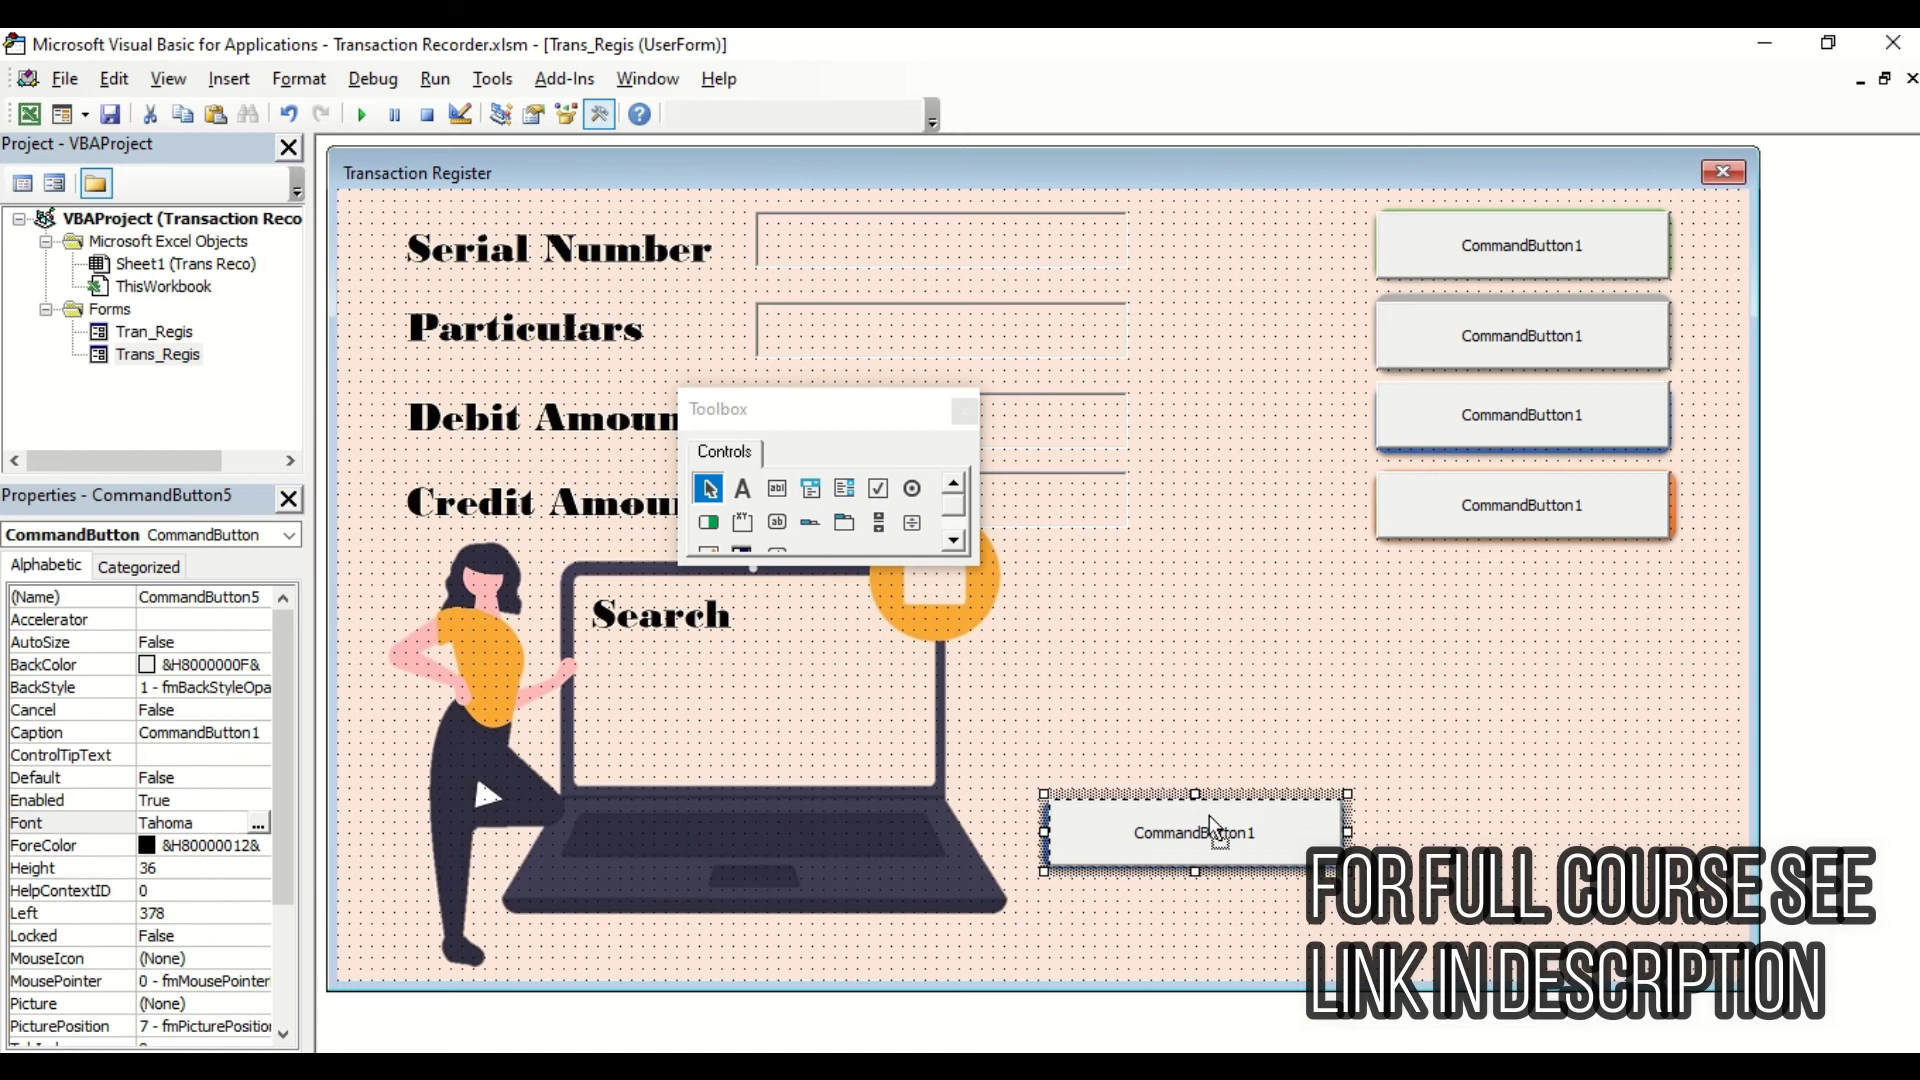 Microsoft Visual Basic for Applications - Transaction Recorder.xlsm - [Trans_Regis (UserForm)]
File Edit View Insert Format Debug Run Tools Add-Ins Window Help
Project - VBAProject
VBAProject (Transaction Reco
Microsoft Excel Objects
Sheet1 (Trans Reco)
ThisWorkbook
Forms
Tran_Regis
Trans_Regis
Properties - CommandButton5
CommandButton5 CommandButton
Alphabetic Categorized
(Name) CommandButton5
Accelerator
AutoSize False
BackColor &H8000000F&
BackStyle 1 - fmBackStyleOpa
Cancel False
Caption CommandButton1
ControlTipText
Default False
Enabled True
Font Tahoma ...
ForeColor &H80000012&
Height 36
HelpContextID 0
Left 378
Locked False
MouseIcon (None)
MousePointer 0 - fmMousePointer
Picture (None)
PicturePosition 7 - fmPicturePosition
Transaction Register
Serial Number
Particulars
Debit Amoun
Credit Amou
Search
Toolbox
Controls
CommandButton1
CommandButton1
CommandButton1
CommandButton1
CommandButton1
FOR FULL COURSE SEE
LINK IN DESCRIPTION